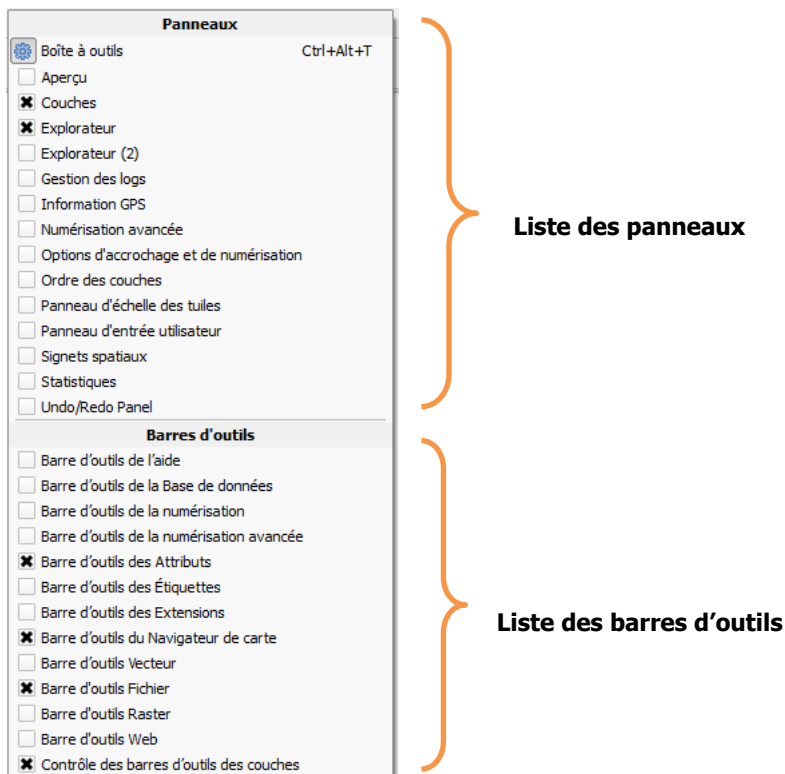 Panneaux
Boîte à outils Ctrl+Alt+T
Aperçu
Couches
Explorateur
Explorateur (2)
Gestion des logs
Information GPS
Numérisation avancée
Options d'accrochage et de numérisation
Ordre des couches
Panneau d'échelle des tuiles
Panneau d'entrée utilisateur
Signets spatiaux
Statistiques
Undo/Redo Panel
Liste des panneaux
Barres d'outils
Barre d’outils de l’aide
Barre d’outils de la Base de données
Barre d’outils de la numérisation
Barre d’outils de la numérisation avancée
Barre d’outils des Attributs
Barre d’outils des Étiquettes
Barre d’outils des Extensions
Barre d’outils du Navigateur de carte
Barre d’outils Vecteur
Barre d'outils Fichier
Barre d'outils Raster
Barre d'outils Web
Contrôle des barres d’outils des couches
Liste des barres d’outils